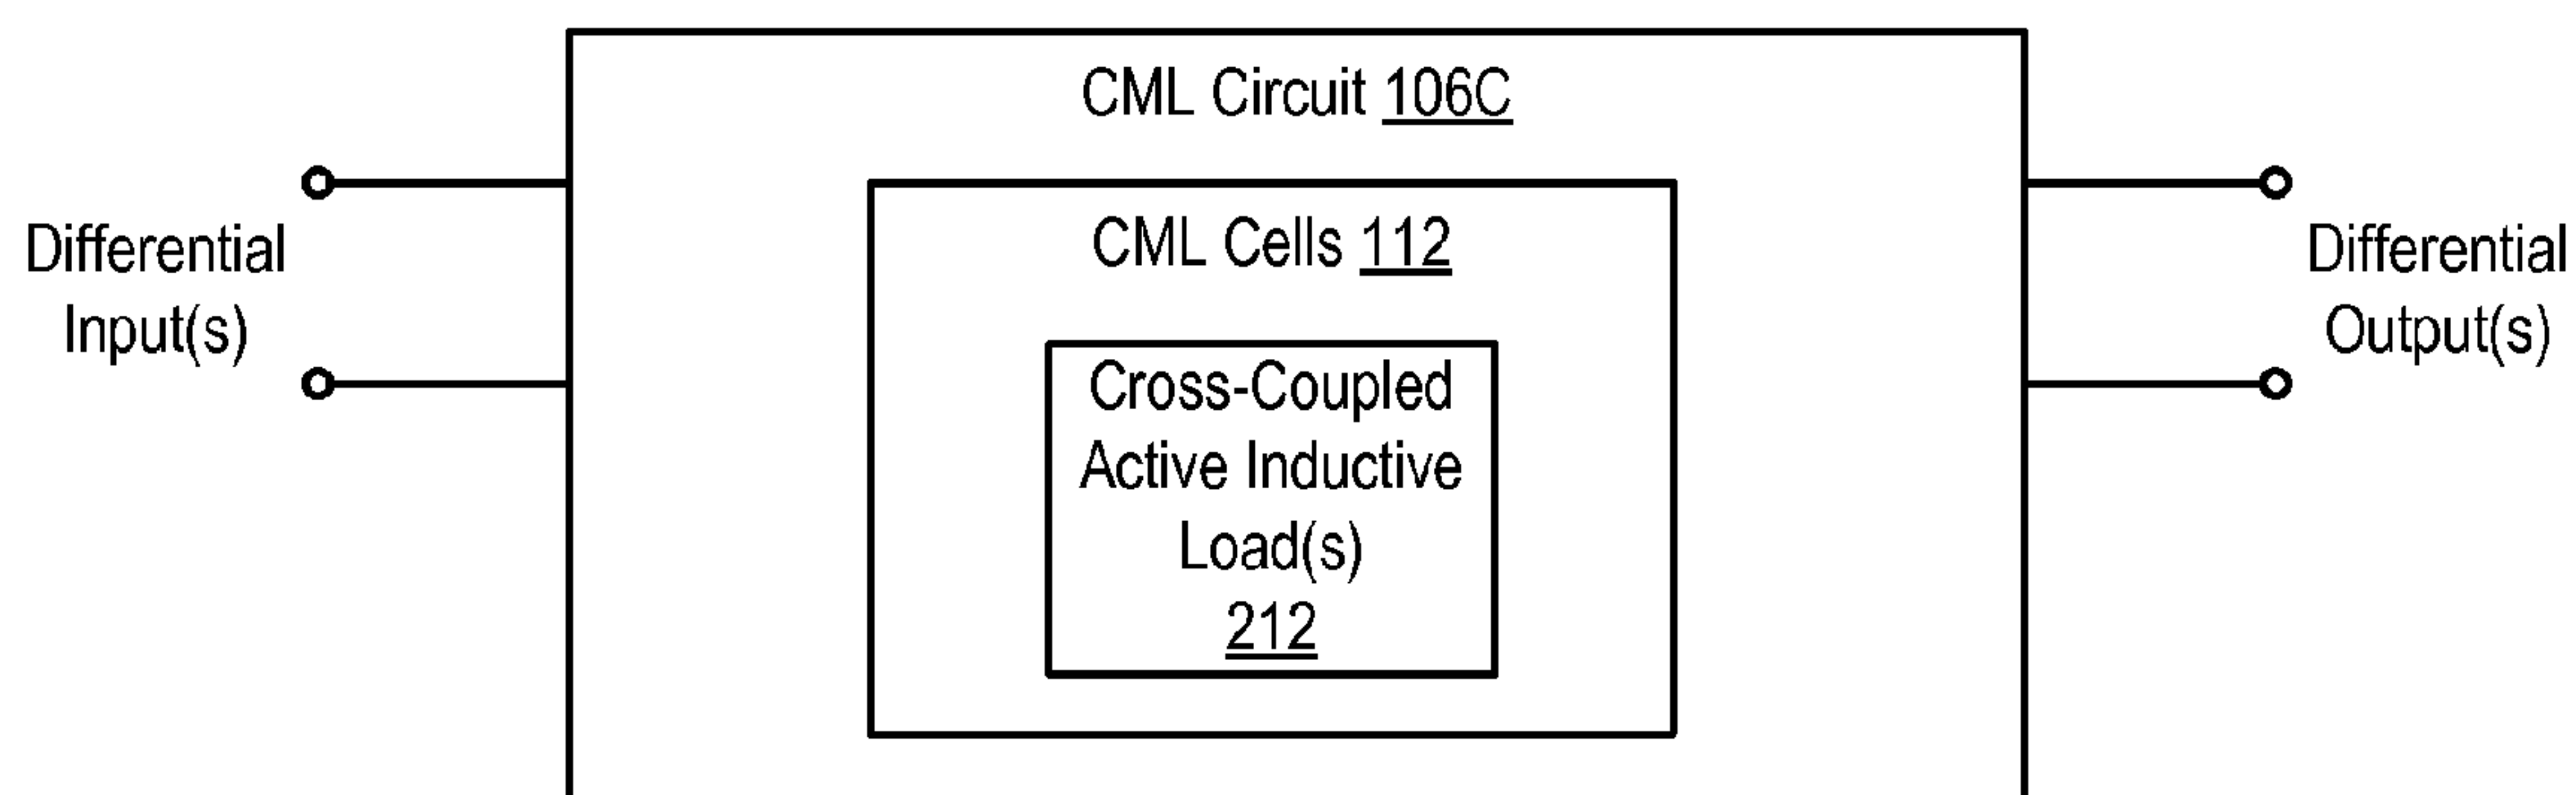 CML Circuit 106C
Differential
Input(s)
CML Cells 112
Cross-Coupled
Active Inductive
Load(s)
212
Differential
Output(s)